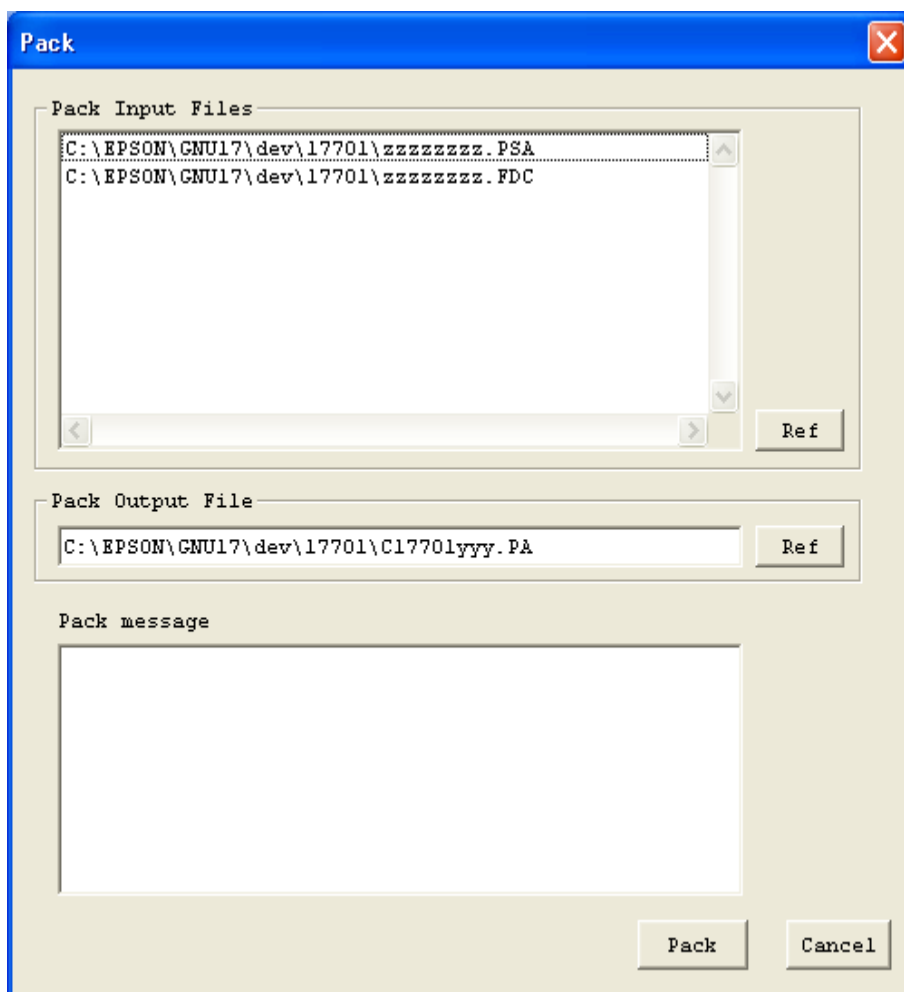 Pack
Pack Input Files
C:\EPSON\GNU17\dev\17701\zzzzzzzz.PSA
C:\EPSON\GNU17\dev\17701\zzzzzzzz.FDC
Ref
Pack Output File
C:\EPSON\GNU17\dev\17701\C17701yyy.PA
Ref
Pack message
Pack
Cancel